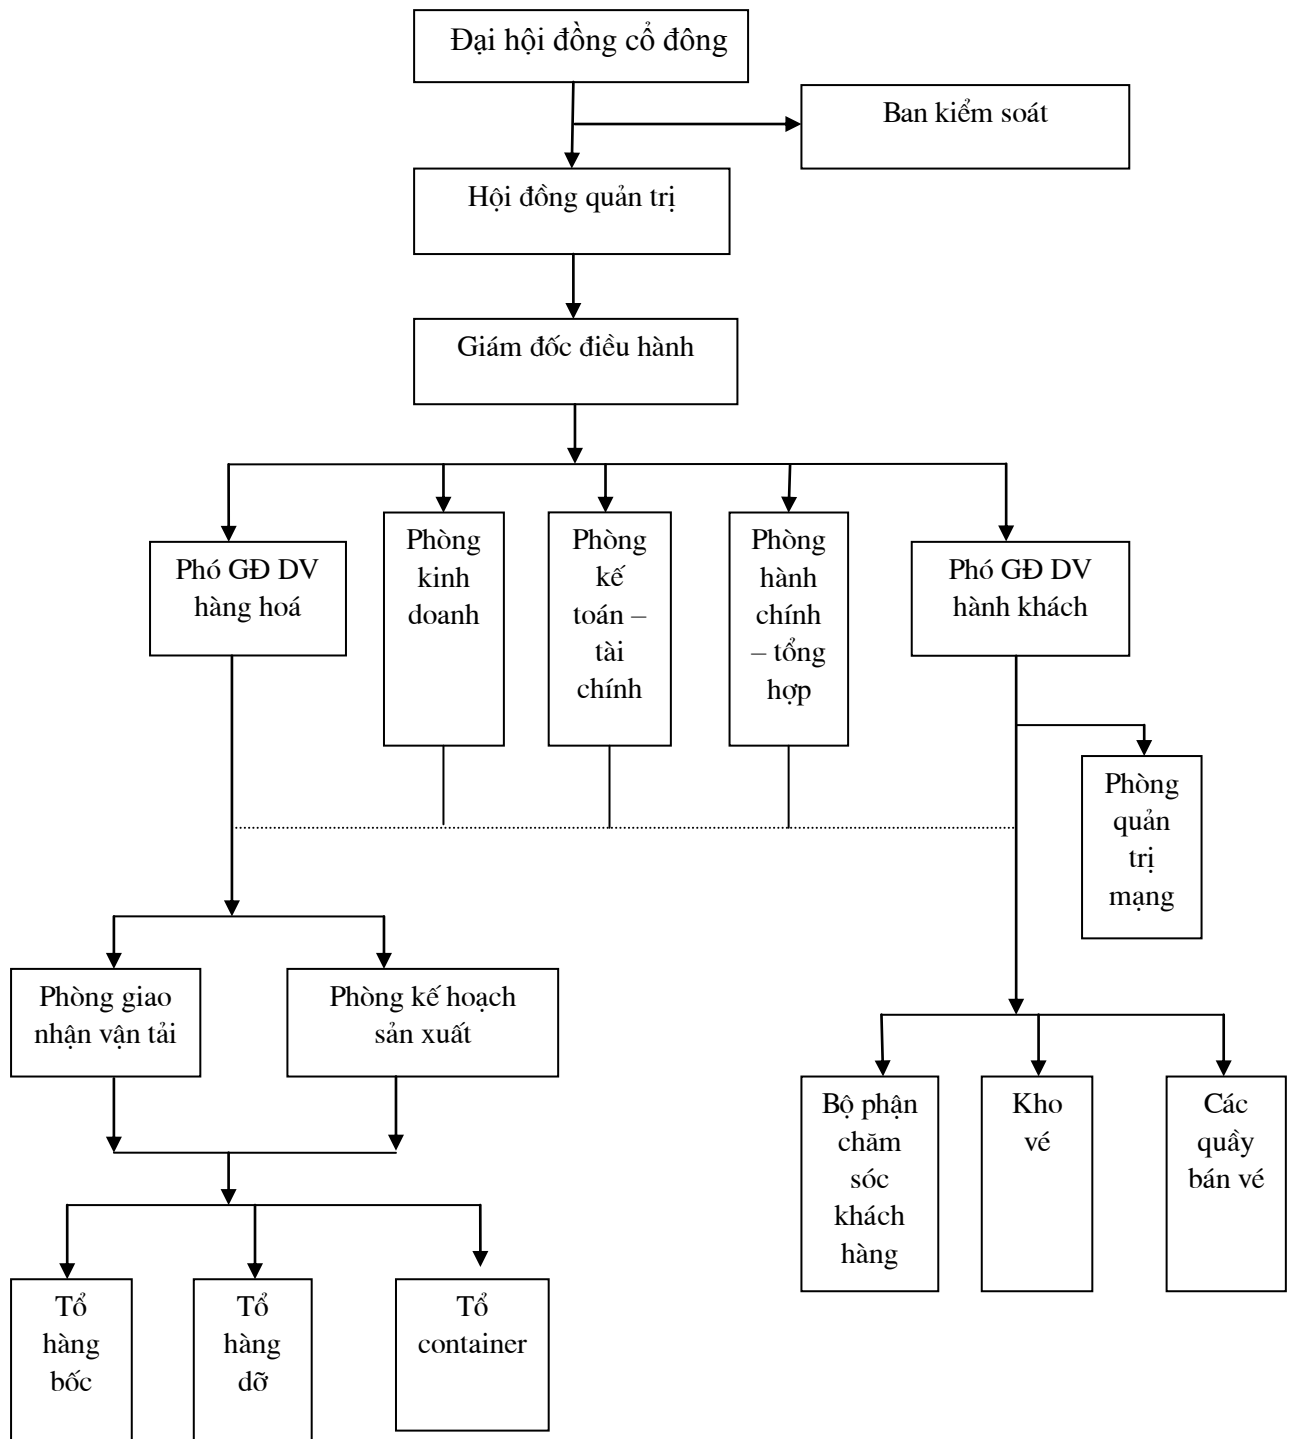 Đại hội đồng cổ đông
Ban kiểm soát
Hội đồng quản trị
Giám đốc điều hành
Phó GĐ DV
hàng hoá
Phòng
kinh
doanh
Phòng
kế
toán –
tài
chính
Phòng
hành
chính
– tổng
hợp
Phó GĐ DV
hành khách
Phòng
quản
trị
mạng
Phòng giao
nhận vận tải
Phòng kế hoạch
sản xuất
Bộ phận
chăm
sóc
khách
hàng
Kho
vé
Các
quầy
bán vé
Tổ
hàng
bốc
Tổ
hàng
dỡ
Tổ
container